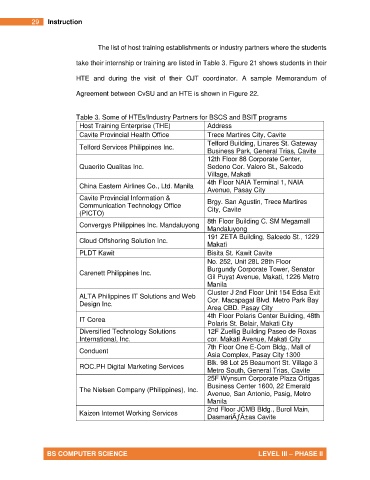 29 Instruction
The list of host training establishments or industry partners where the students
take their internship or training are listed in Table 3. Figure 21 shows students in their
HTE and during the visit of their OJT coordinator. A sample Memorandum of
Agreement between CvSU and an HTE is shown in Figure 22.
Table 3. Some of HTEs/Industry Partners for BSCS and BSIT programs
Host Training Enterprise (THE) Address
Cavite Provincial Health Office Trece Martires City, Cavite
Telford Services Philippines Inc. Telford Building, Linares St. Gateway
Business Park, General Trias, Cavite
Quaerito Qualitas Inc. 12th Floor 88 Corporate Center,
Sedeno Cor. Valero St., Salcedo
Village, Makati
China Eastern Airlines Co., Ltd. Manila 4th Floor NAIA Terminal 1, NAIA
Avenue, Pasay City
Cavite Provincial Information &
Communication Technology Office
(PICTO)
Brgy. San Agustin, Trece Martires
City, Cavite
Convergys Philippines Inc. Mandaluyong 8th Floor Building C, SM Megamall
Mandaluyong
Cloud Offshoring Solution Inc. 191 ZETA Building, Salcedo St., 1229
Makati
PLDT Kawit Bisita St. Kawit Cavite
Carenett Philippines Inc. No. 252, Unit 28L 28th Floor
Burgundy Corporate Tower, Senator
Gil Puyat Avenue, Makati, 1226 Metro
Manila
ALTA Philippines IT Solutions and Web
Design Inc.
Cluster J 2nd Floor Unit 154 Edsa Exit
Cor. Macapagal Blvd. Metro Park Bay
Area CBD. Pasay City
IT Corea 4th Floor Polaris Center Building, 48th
Polaris St. Belair, Makati City
Diversified Technology Solutions
International, Inc.
12F Zuellig Building Paseo de Roxas
cor. Makati Avenue, Makati City
Conduent 7th Floor One E-Com Bldg., Mall of
Asia Complex, Pasay City 1300
ROC.PH Digital Marketing Services Blk. 98 Lot 25 Beaumont St. Village 3
Metro South, General Trias, Cavite
The Nielsen Company (Philippines), Inc. 25F Wynsum Corporate Plaza Ortigas
Business Center 1600, 22 Emerald
Avenue, San Antonio, Pasig, Metro
Manila
Kaizen Internet Working Services 2nd Floor JCMB Bldg., Burol Main,
DasmariÃƒÂ±as Cavite
BS COMPUTER SCIENCE LEVEL III – PHASE II